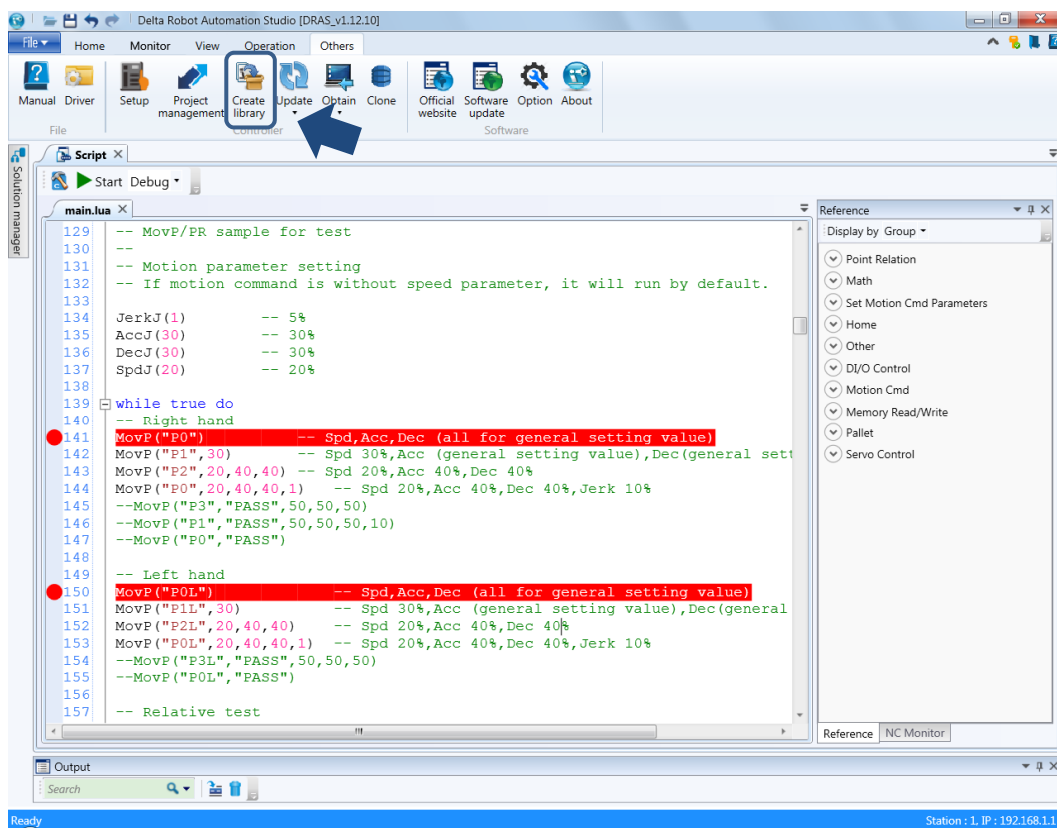 Delta Robot Automation Studio [DRAS_v1.12.10]
File Home Monitor View Operation Others
Manual Driver Setup Project management Create library Update Obtain Clone Official website Software update Option About
File Controller Software
Solution manager
Script
Start Debug
main.lua
129 -- MovP/PR sample for test
130 --
131 -- Motion parameter setting
132 -- If motion command is without speed parameter, it will run by default.
133
134 JerkJ(1) -- 5%
135 AccJ(30) -- 30%
136 DecJ(30) -- 30%
137 SpdJ(20) -- 20%
138
139 while true do
140 -- Right hand
141 MovP("P0") -- Spd,Acc,Dec (all for general setting value)
142 MovP("P1",30) -- Spd 30%,Acc (general setting value),Dec(general sett
143 MovP("P2",20,40,40) -- Spd 20%,Acc 40%,Dec 40%
144 MovP("P0",20,40,40,1) -- Spd 20%,Acc 40%,Dec 40%,Jerk 10%
145 --MovP("P3","PASS",50,50,50)
146 --MovP("P1","PASS",50,50,50,10)
147 --MovP("P0","PASS")
148
149 -- Left hand
150 MovP("P0L") -- Spd,Acc,Dec (all for general setting value)
151 MovP("P1L",30) -- Spd 30%,Acc (general setting value),Dec(general
152 MovP("P2L",20,40,40) -- Spd 20%,Acc 40%,Dec 40%
153 MovP("P0L",20,40,40,1) -- Spd 20%,Acc 40%,Dec 40%,Jerk 10%
154 --MovP("P3L","PASS",50,50,50)
155 --MovP("P0L","PASS")
156
157 -- Relative test
Reference
Display by Group
Point Relation
Math
Set Motion Cmd Parameters
Home
Other
DI/O Control
Motion Cmd
Memory Read/Write
Pallet
Servo Control
Reference NC Monitor
Output
Search
Ready
Station : 1, IP : 192.168.1.1